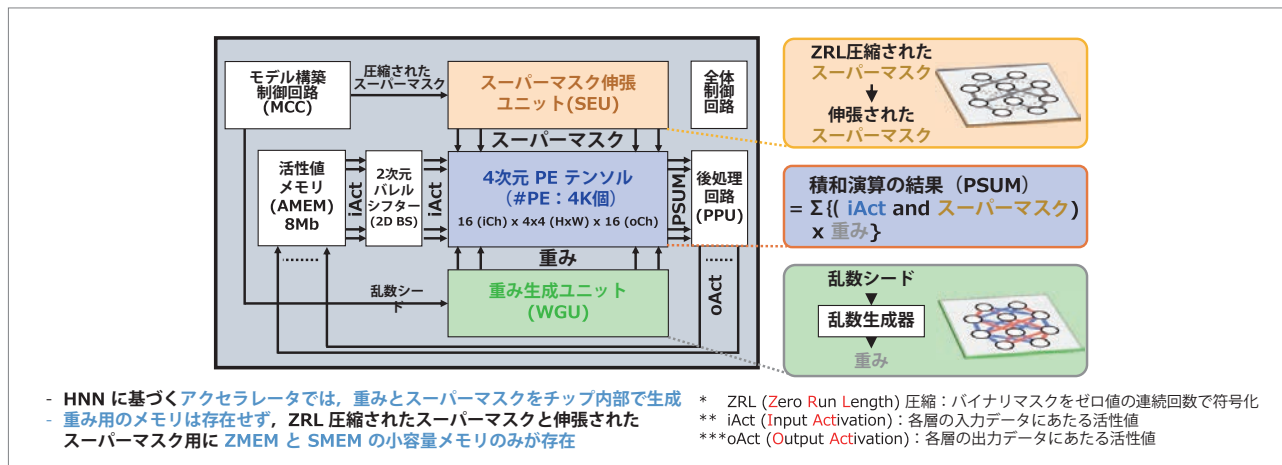 モデル構築
制御回路
(MCC)
圧縮された
スーパーマスク
スーパーマスク伸張
ユニット(SEU)
全体
制御
回路
スーパーマスク
活性値
メモリ
(AMEM)
8Mb
iAct
2次元
バレル
シフター
(2D BS)
iAct
4次元 PE テンソル
(#PE:4K個)
16 (iCh) x 4x4 (HxW) x 16 (oCh)
PSUM
後処理
回路
(PPU)
重み
乱数シー
ド
重み生成ユニット
(WGU)
oAct
ZRL圧縮された
スーパーマスク
伸張された
スーパーマスク
積和演算の結果(PSUM)
= Σ{( iAct and スーパーマスク)
x 重み}
乱数シード
乱数生成器
重み
- HNN に基づくアクセラレータでは,重みとスーパーマスクをチップ内部で生成
- 重み用のメモリは存在せず,ZRL 圧縮されたスーパーマスクと伸張された
スーパーマスク用に ZMEM と SMEM の小容量メモリのみが存在
* ZRL (Zero Run Length) 圧縮:バイナリマスクをゼロ値の連続回数で符号化
** iAct (Input Activation):各層の入力データにあたる活性値
***oAct (Output Activation):各層の出力データにあたる活性値